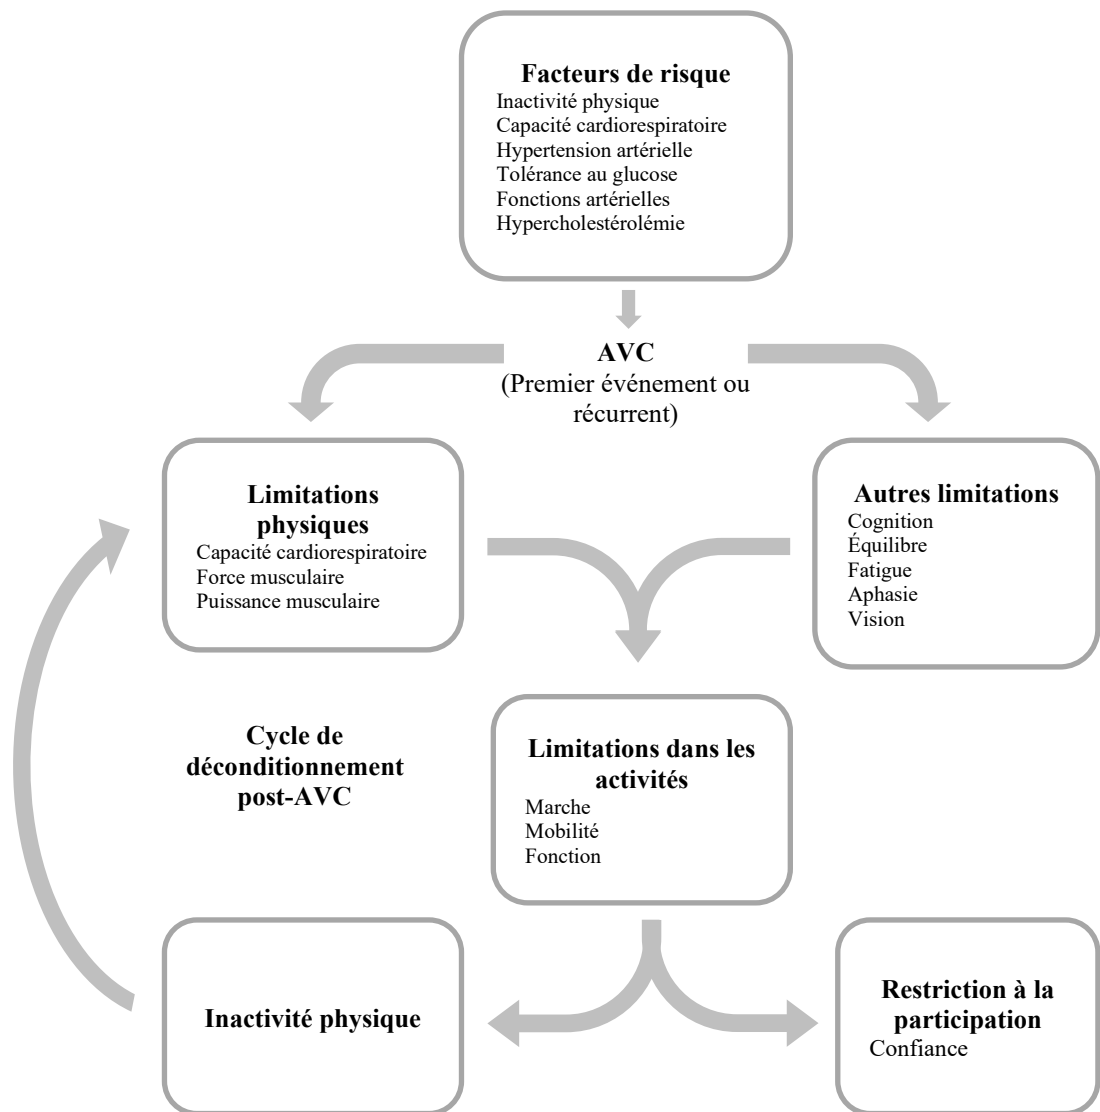 Facteurs de risque
Inactivité physique
Capacité cardiorespiratoire
Hypertension artérielle
Tolérance au glucose
Fonctions artérielles
Hypercholestérolémie
AVC
(Premier événement ou
récurrent)
Limitations
physiques
Capacité cardiorespiratoire
Force musculaire
Puissance musculaire
Autres limitations
Cognition
Équilibre
Fatigue
Aphasie
Vision
Cycle de
déconditionnement
post-AVC
Limitations dans les
activités
Marche
Mobilité
Fonction
Inactivité physique
Restriction à la
participation
Confiance